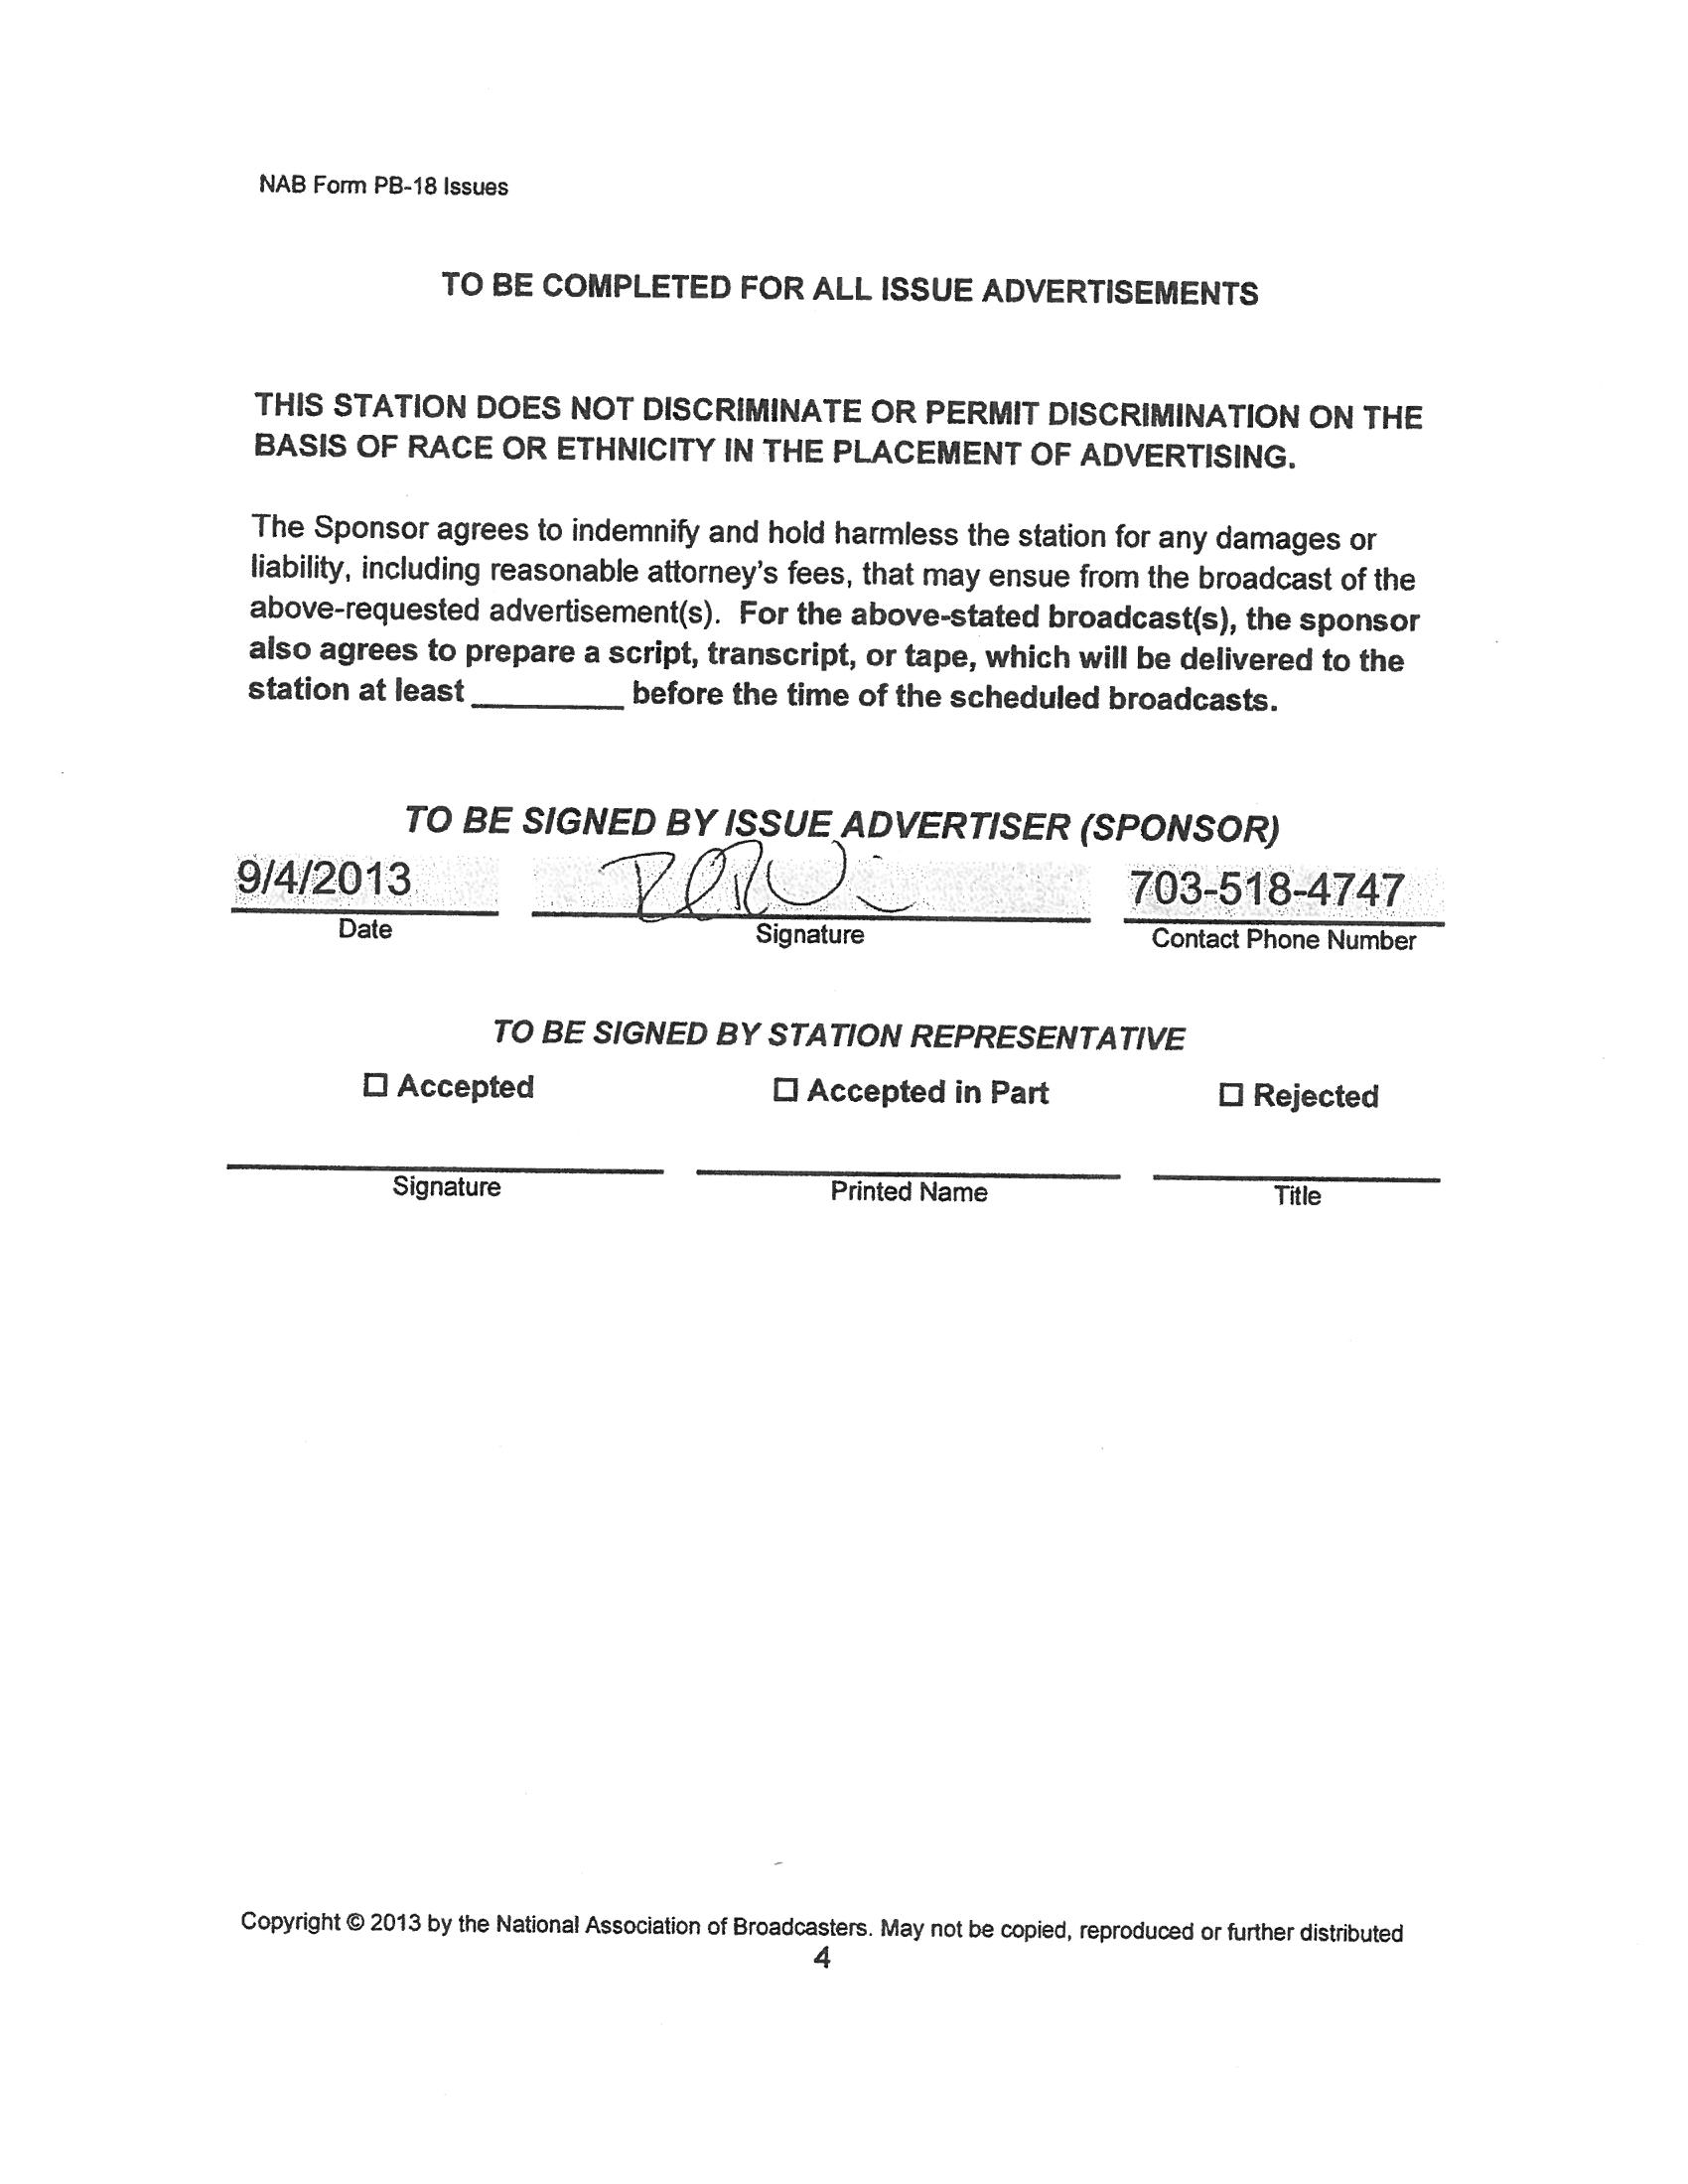 NAB Form PB-18 Issues
TO BE COMPLETED FOR ALL ISSUE ADVERTISEMENTS
THIS STATION DOES NOT DISCRIMINATE OR PERMIT DISCRIMINATION ON THE
BASIS OF RACE OR ETHNICITY IN THE PLACEMENT OF ADVERTISING.
The Sponsor agrees to indemnify and hold harmless the station for any damages or
liability, including reasonable attorney's fees, that may ensue from the broadcast of the
above-requested advertisement(s). For the above-stated broadcast(s), the sponsor
also agrees to prepare a script, transcript, or tape, which will be delivered to the
station at least _________ before the time of the scheduled broadcasts.
TO BE SIGNED BY ISSUE ADVERTISER (SPONSOR)
9/4/2013 703-518-4747
Date Signature Contact Phone Number
TO BE SIGNED BY STATION REPRESENTATIVE
☐ Accepted ☐ Accepted in Part ☐ Rejected
Signature Printed Name Title
Copyright © 2013 by the National Association of Broadcasters. May not be copied, reproduced or further distributed
4